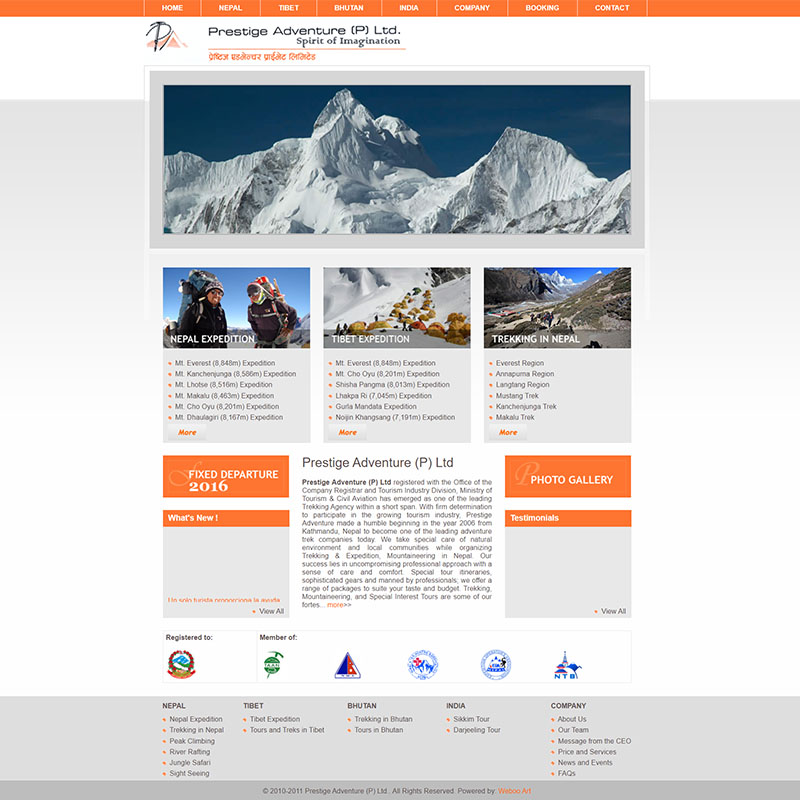 HOME NEPAL TIBET BHUTAN INDIA COMPANY BOOKING CONTACT
Prestige Adventure (P) Ltd.
Spirit of Imagination
प्रेष्टिज एडभेन्चर प्राईभेट लिमिटेड
NEPAL EXPEDITION
Mt. Everest (8,848m) Expedition
Mt. Kanchenjunga (8,586m) Expedition
Mt. Lhotse (8,516m) Expedition
Mt. Makalu (8,463m) Expedition
Mt. Cho Oyu (8,201m) Expedition
Mt. Dhaulagiri (8,167m) Expedition
More
TIBET EXPEDITION
Mt. Everest (8,848m) Expedition
Mt. Cho Oyu (8,201m) Expedition
Shisha Pangma (8,013m) Expedition
Lhakpa Ri (7,045m) Expedition
Gurla Mandata Expedition
Noijin Khangsang (7,191m) Expedition
More
TREKKING IN NEPAL
Everest Region
Annapurna Region
Langtang Region
Mustang Trek
Kanchenjunga Trek
Makalu Trek
More
FIXED DEPARTURE
2016
What's New !
Un solo turista proporciona la ayuda
View All
Prestige Adventure (P) Ltd
Prestige Adventure (P) Ltd registered with the Office of the
Company Registrar and Tourism Industry Division, Ministry of
Tourism & Civil Aviation has emerged as one of the leading
Trekking Agency within a short span. With firm determination
to participate in the growing tourism industry, Prestige
Adventure made a humble beginning in the year 2006 from
Kathmandu, Nepal to become one of the leading adventure
trek companies today. We take special care of natural
environment and local communities while organizing
Trekking & Expedition, Mountaineering in Nepal. Our
success lies in uncompromising professional approach with a
sense of care and comfort. Special tour itineraries,
sophisticated gears and manned by professionals; we offer a
range of packages to suite your taste and budget. Trekking,
Mountaineering, and Special Interest Tours are some of our
fortes... more>>
PHOTO GALLERY
Testimonials
View All
Registered to:
Member of:
NTB
NEPAL
Nepal Expedition
Trekking in Nepal
Peak Climbing
River Rafting
Jungle Safari
Sight Seeing
TIBET
Tibet Expedition
Tours and Treks in Tibet
BHUTAN
Trekking in Bhutan
Tours in Bhutan
INDIA
Sikkim Tour
Darjeeling Tour
COMPANY
About Us
Our Team
Message from the CEO
Price and Services
News and Events
FAQs
© 2010-2011 Prestige Adventure (P) Ltd . All Rights Reserved. Powered by: Weboo Art